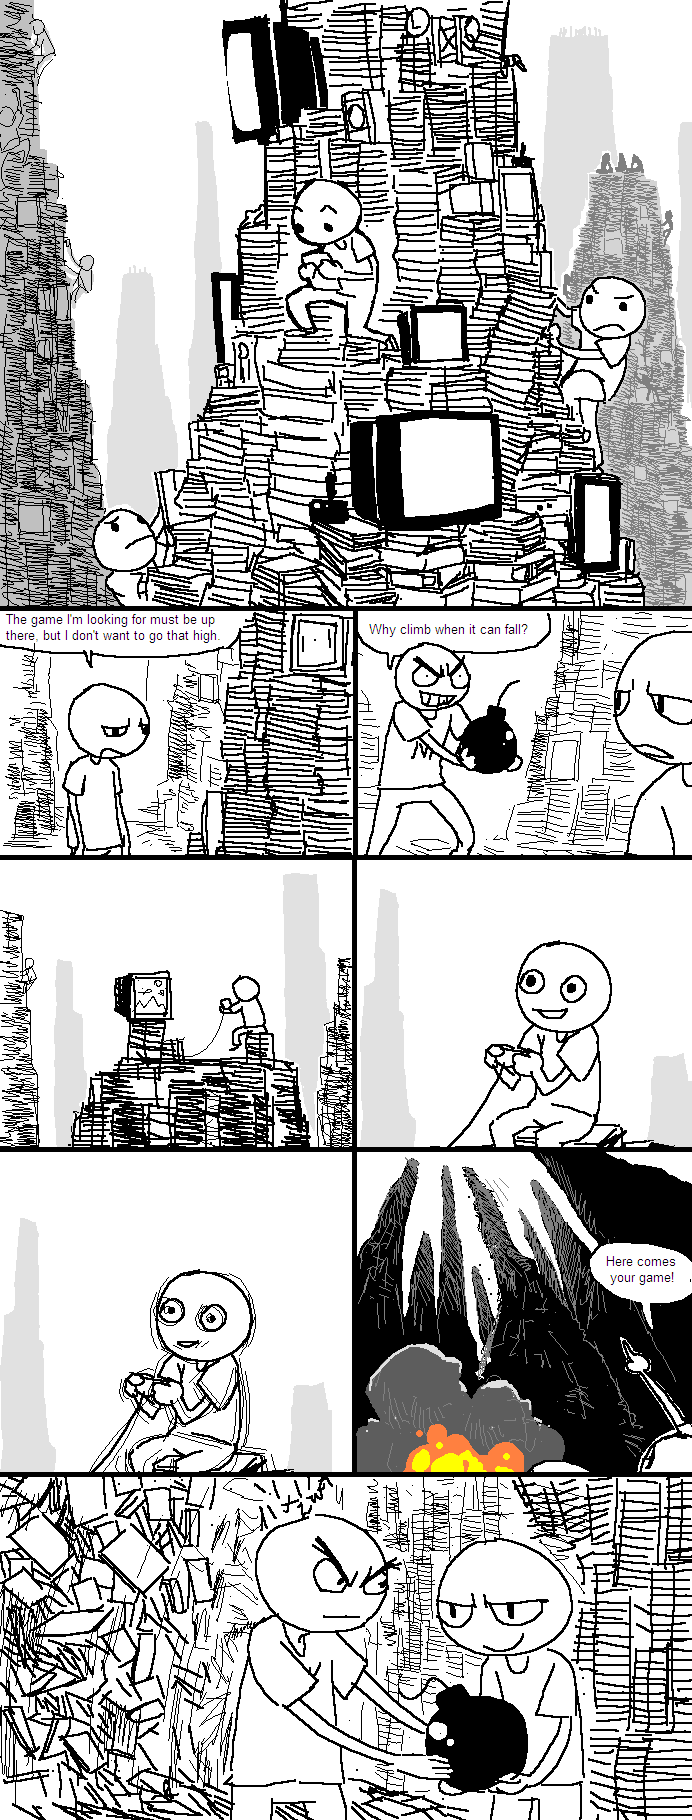 The game I'm looking for must be up
there, but I don't want to go that high.
Why climb when it can fall?
Here comes
your game!